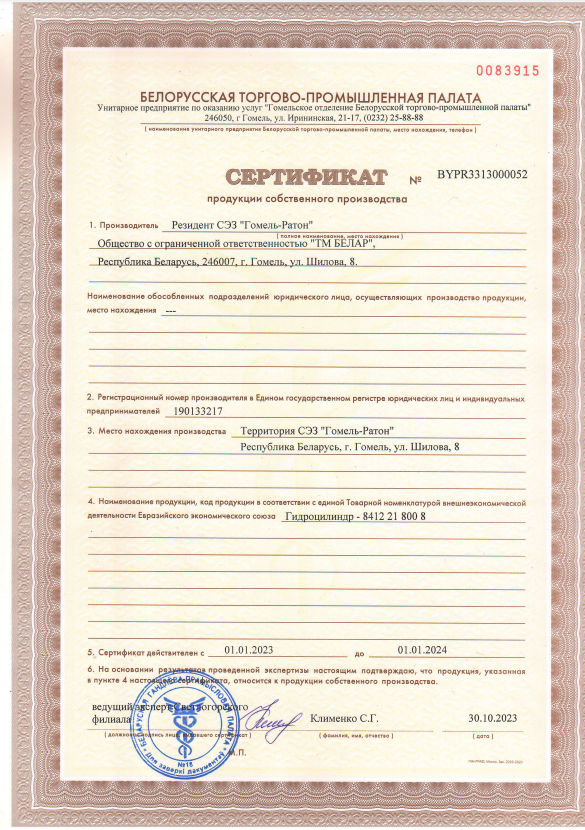 0083915
БЕЛОРУССКАЯ ТОРГОВО-ПРОМЫШЛЕННАЯ ПАЛАТА
Унитарное предприятие по оказанию услуг "Гомельское отделение Белорусской торгово-промышленной палаты"
246050, г Гомель, ул. Ирининская, 21-17, (0232) 25-88-88
( наименование унитарного предприятия Белорусской торгово-промышленной палаты, место нахождения, телефон )
СЕРТИФИКАТ № BYPR3313000052
продукции собственного производства
1. Производитель Резидент СЭЗ "Гомель-Ратон"
( полное наименование, место нахождения )
Общество с ограниченной ответственностью "ТМ БЕЛАР",
Республика Беларусь, 246007, г. Гомель, ул. Шилова, 8.
Наименование обособленных подразделений юридического лица, осуществляющих производство продукции,
место нахождения ---
2. Регистрационный номер производителя в Едином государственном регистре юридических лиц и индивидуальных
предпринимателей 190133217
3. Место нахождения производства Территория СЭЗ "Гомель-Ратон"
Республика Беларусь, г. Гомель, ул. Шилова, 8
4. Наименование продукции, код продукции в соответствии с единой Товарной номенклатурой внешнеэкономической
деятельности Евразийского экономического союза Гидроцилиндр - 8412 21 800 8
5. Сертификат действителен с 01.01.2023 до 01.01.2024
6. На основании результатов проведенной экспертизы настоящим подтверждаю, что продукция, указанная
в пункте 4 настоящего сертификата, относится к продукции собственного производства.
ведущий эксперт Светлогорского
филиала Клименко С.Г. 30.10.2023
( должность, подпись лица, выдавшего сертификат ) ( фамилия, имя, отчество ) ( дата )
М.П.
БЕЛАРУСКАЯ ГАНДЛЁВА-ПРАМЫСЛОВАЯ ПАЛАТА
Для заверкі дакументаў
№18